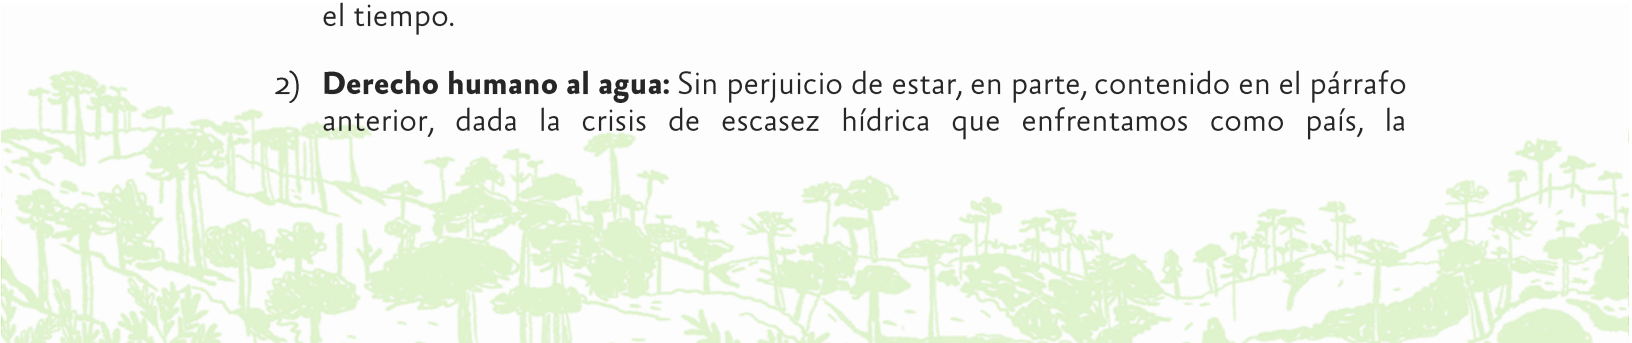 el tiempo.
2) Derecho humano al agua: Sin perjuicio de estar, en parte, contenido en el párrafo
anterior, dada la crisis de escasez hídrica que enfrentamos como país, la